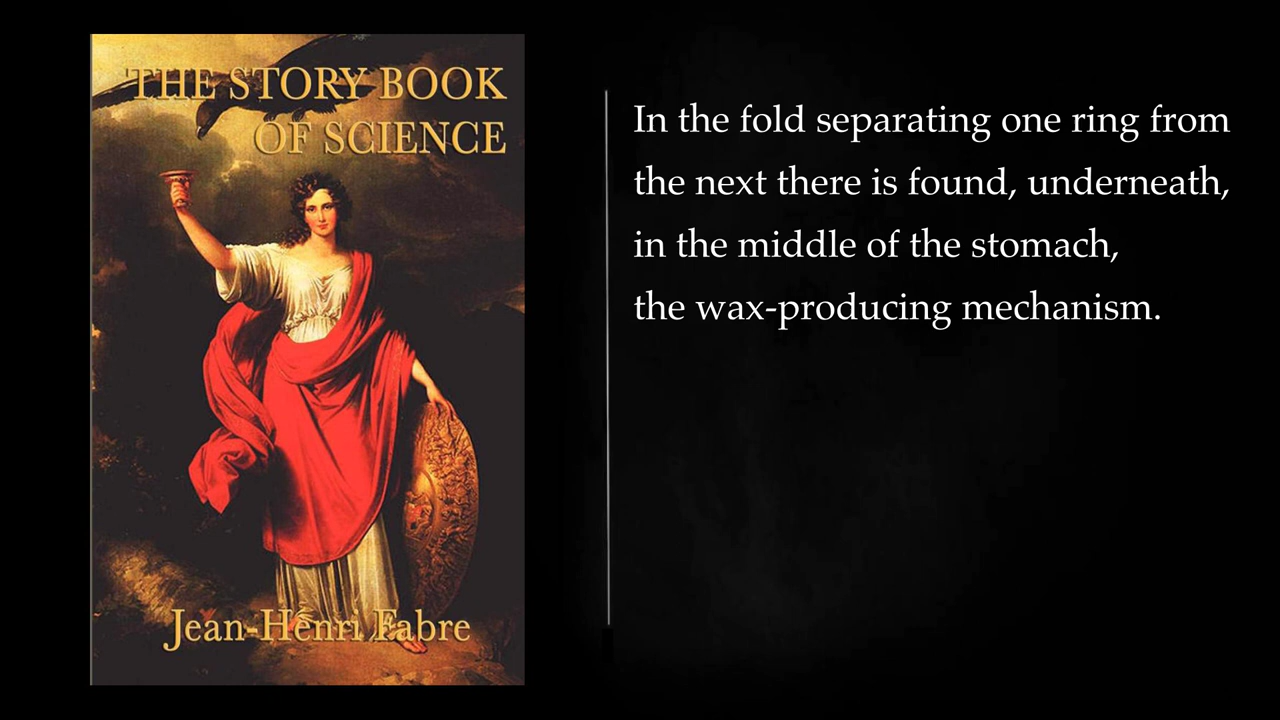 THE STORY BOOK
OF SCIENCE
Jean-Henri Fabre
In the fold separating one ring from
the next there is found, underneath,
in the middle of the stomach,
the wax-producing mechanism.